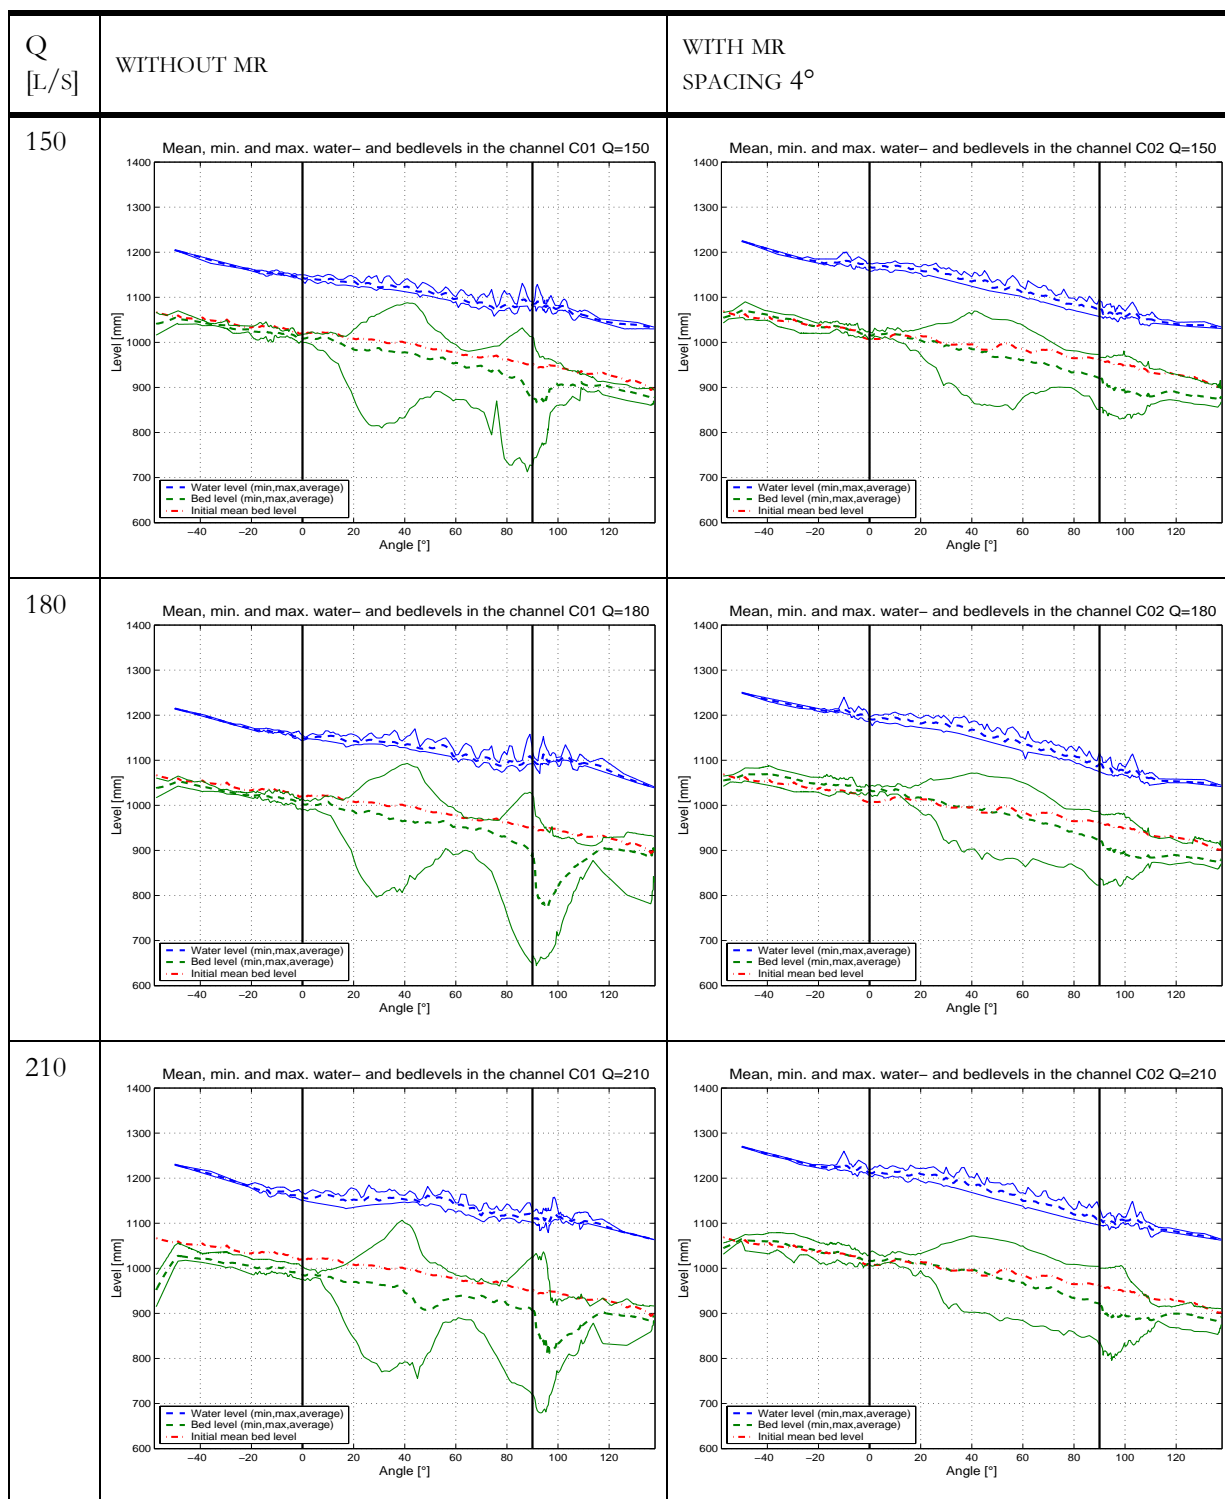 Q
[L/S]
WITHOUT MR
WITH MR
SPACING 4°
150
Mean, min. and max. water− and bedlevels in the channel C01 Q=150
1400
1300
1200
1100
1000
900
800
700
600
Level [mm]
Water level (min,max,average)
Bed level (min,max,average)
Initial mean bed level
−40 −20 0 20 40 60 80 100 120
Angle [°]
Mean, min. and max. water− and bedlevels in the channel C02 Q=150
1400
1300
1200
1100
1000
900
800
700
600
Level [mm]
Water level (min,max,average)
Bed level (min,max,average)
Initial mean bed level
−40 −20 0 20 40 60 80 100 120
Angle [°]
180
Mean, min. and max. water− and bedlevels in the channel C01 Q=180
1400
1300
1200
1100
1000
900
800
700
600
Level [mm]
Water level (min,max,average)
Bed level (min,max,average)
Initial mean bed level
−40 −20 0 20 40 60 80 100 120
Angle [°]
Mean, min. and max. water− and bedlevels in the channel C02 Q=180
1400
1300
1200
1100
1000
900
800
700
600
Level [mm]
Water level (min,max,average)
Bed level (min,max,average)
Initial mean bed level
−40 −20 0 20 40 60 80 100 120
Angle [°]
210
Mean, min. and max. water− and bedlevels in the channel C01 Q=210
1400
1300
1200
1100
1000
900
800
700
600
Level [mm]
Water level (min,max,average)
Bed level (min,max,average)
Initial mean bed level
−40 −20 0 20 40 60 80 100 120
Angle [°]
Mean, min. and max. water− and bedlevels in the channel C02 Q=210
1400
1300
1200
1100
1000
900
800
700
600
Level [mm]
Water level (min,max,average)
Bed level (min,max,average)
Initial mean bed level
−40 −20 0 20 40 60 80 100 120
Angle [°]